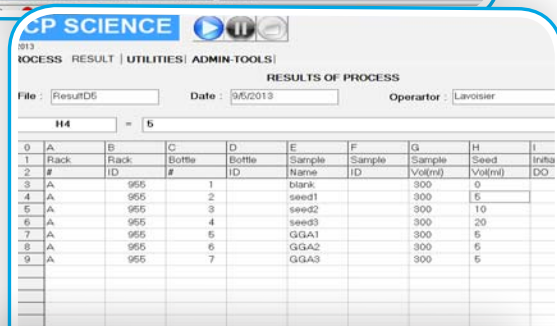 CP SCIENCE
2013
ROCESS RESULT | UTILITIES | ADMIN-TOOLS |
RESULTS OF PROCESS
File : ResultD5 Date : 9/5/2013 Operartor : Lavoisier
H4 = 5
0 A B C D E F G H I
1 Rack Rack Bottle Bottle Sample Sample Sample Seed Initia
2 # ID # ID Name ID Vol(ml) Vol(ml) DO
3 A 955 1 blank 300 0
4 A 955 2 seed1 300 5
5 A 955 3 seed2 300 10
6 A 955 4 seed3 300 20
7 A 955 5 GGA1 300 5
8 A 955 6 GGA2 300 5
9 A 955 7 GGA3 300 5